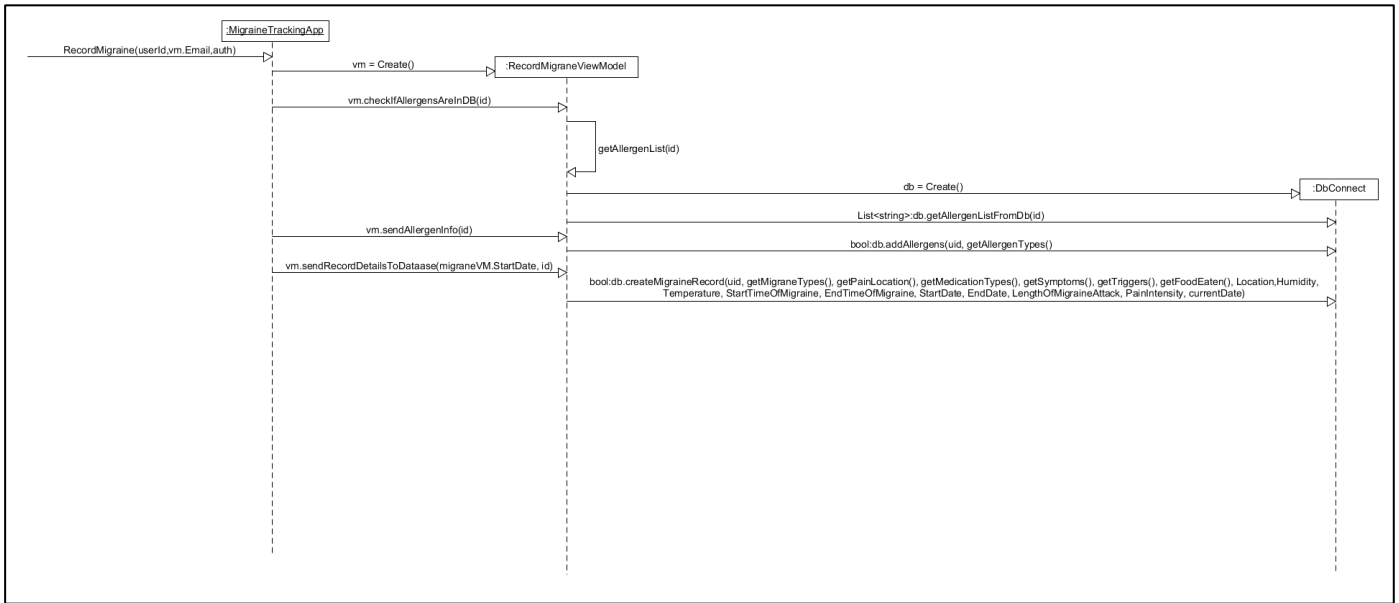 :MigraineTrackingApp
RecordMigraine(userId,vm.Email,auth)
vm = Create()
:RecordMigraneViewModel
vm.checkIfAllergensAreInDB(id)
getAllergenList(id)
db = Create()
:DbConnect
List<string>:db.getAllergenListFromDb(id)
vm.sendAllergenInfo(id)
bool:db.addAllergens(uid, getAllergenTypes()
vm.sendRecordDetailsToDataase(migraneVM.StartDate, id)
bool:db.createMigraineRecord(uid, getMigraneTypes(), getPainLocation(), getMedicationTypes(), getSymptoms(), getTriggers(), getFoodEaten(), Location,Humidity,
Temperature, StartTimeOfMigraine, EndTimeOfMigraine, StartDate, EndDate, LengthOfMigraineAttack, PainIntensity, currentDate)